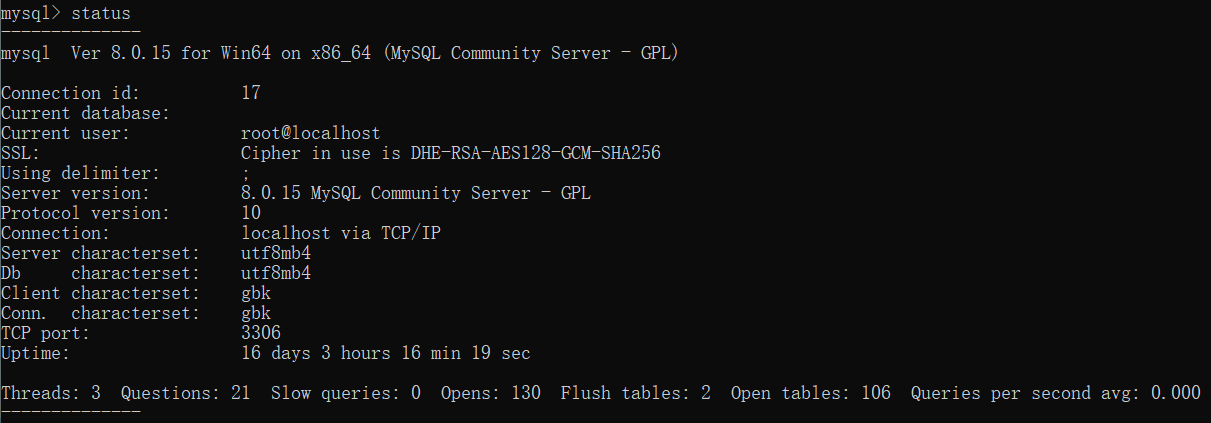 mysql> status
--------------
mysql  Ver 8.0.15 for Win64 on x86_64 (MySQL Community Server - GPL)
Connection id:          17
Current database:
Current user:           root@localhost
SSL:                    Cipher in use is DHE-RSA-AES128-GCM-SHA256
Using delimiter:        ;
Server version:         8.0.15 MySQL Community Server - GPL
Protocol version:       10
Connection:             localhost via TCP/IP
Server characterset:    utf8mb4
Db     characterset:    utf8mb4
Client characterset:    gbk
Conn.  characterset:    gbk
TCP port:               3306
Uptime:                 16 days 3 hours 16 min 19 sec
Threads: 3  Questions: 21  Slow queries: 0  Opens: 130  Flush tables: 2  Open tables: 106  Queries per second avg: 0.000
--------------